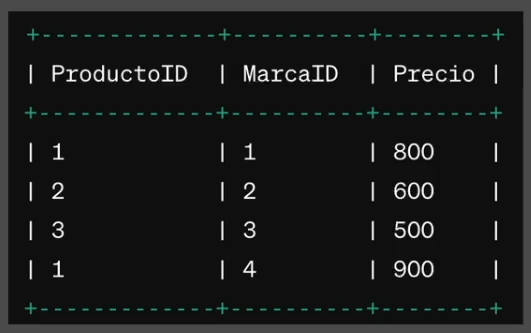 +-------------+----------+--------+
| ProductoID | MarcaID | Precio |
+-------------+----------+--------+
| 1 | 1 | 800 |
| 2 | 2 | 600 |
| 3 | 3 | 500 |
| 1 | 4 | 900 |
+-------------+----------+--------+